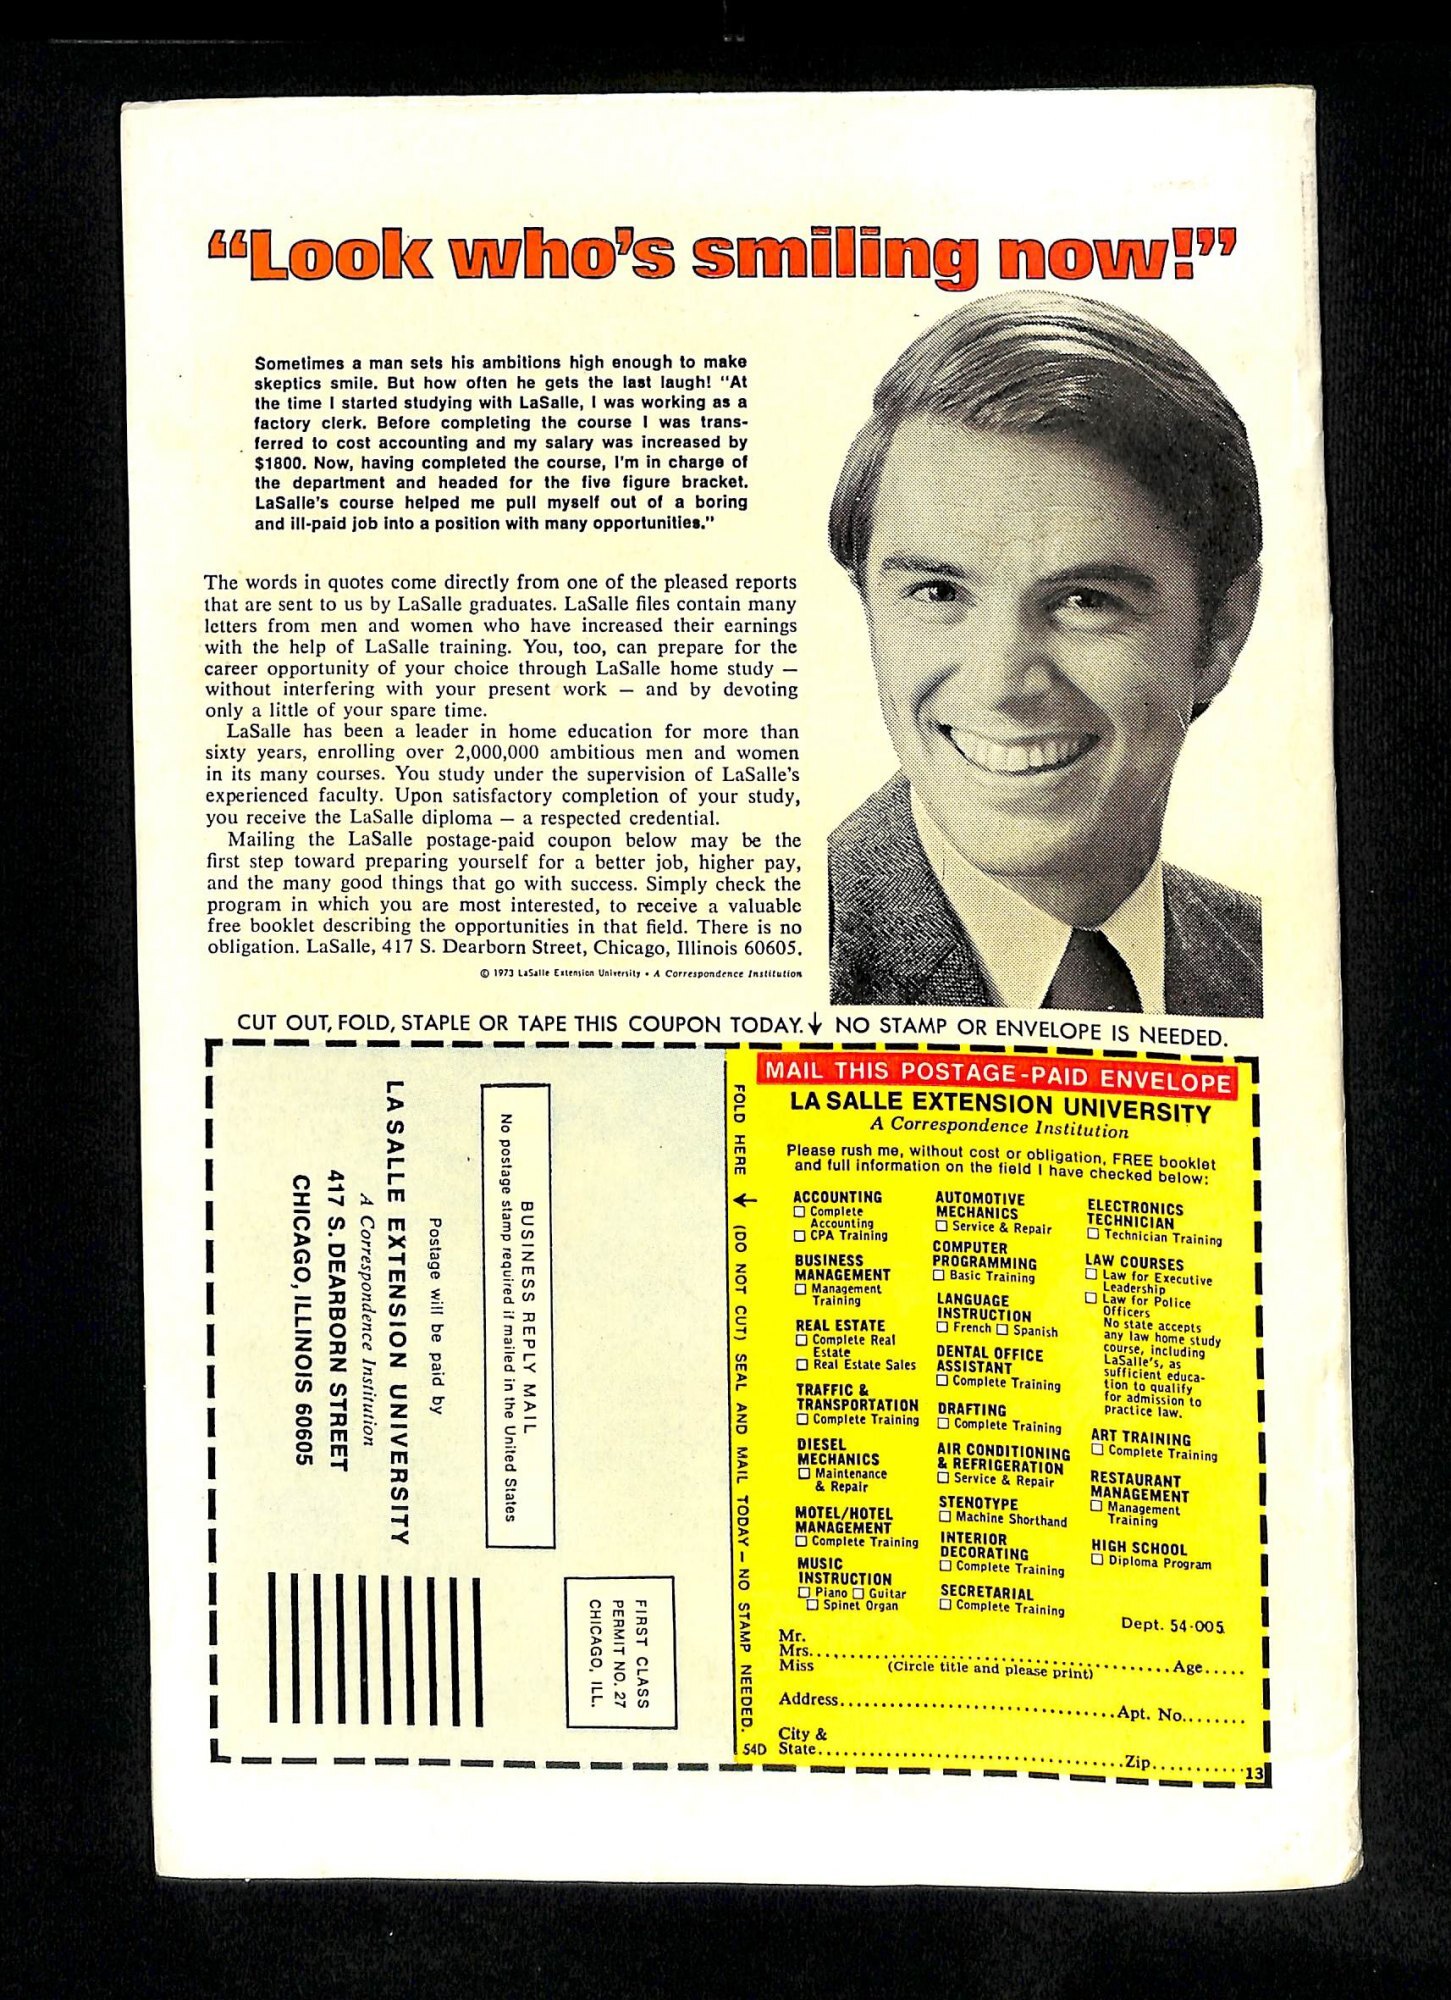 “Look who’s smiling now!”
Sometimes a man sets his ambitions high enough to make
skeptics smile. But how often he gets the last laugh! "At
the time I started studying with LaSalle, I was working as a
factory clerk. Before completing the course I was trans-
ferred to cost accounting and my salary was increased by
$1800. Now, having completed the course, I'm in charge of
the department and headed for the five figure bracket.
LaSalle's course helped me pull myself out of a boring
and ill-paid job into a position with many opportunities."
The words in quotes come directly from one of the pleased reports
that are sent to us by LaSalle graduates. LaSalle files contain many
letters from men and women who have increased their earnings
with the help of LaSalle training. You, too, can prepare for the
career opportunity of your choice through LaSalle home study —
without interfering with your present work — and by devoting
only a little of your spare time.
LaSalle has been a leader in home education for more than
sixty years, enrolling over 2,000,000 ambitious men and women
in its many courses. You study under the supervision of LaSalle's
experienced faculty. Upon satisfactory completion of your study,
you receive the LaSalle diploma — a respected credential.
Mailing the LaSalle postage-paid coupon below may be the
first step toward preparing yourself for a better job, higher pay,
and the many good things that go with success. Simply check the
program in which you are most interested, to receive a valuable
free booklet describing the opportunities in that field. There is no
obligation. LaSalle, 417 S. Dearborn Street, Chicago, Illinois 60605.
© 1973 LaSalle Extension University • A Correspondence Institution
CUT OUT, FOLD, STAPLE OR TAPE THIS COUPON TODAY. ↓ NO STAMP OR ENVELOPE IS NEEDED.
BUSINESS REPLY MAIL
No postage stamp required if mailed in the United States
Postage will be paid by
LA SALLE EXTENSION UNIVERSITY
A Correspondence Institution
417 S. DEARBORN STREET
CHICAGO, ILLINOIS 60605
FIRST CLASS
PERMIT NO. 27
CHICAGO, ILL.
FOLD HERE ↓ (DO NOT CUT) SEAL AND MAIL TODAY — NO STAMP NEEDED.
MAIL THIS POSTAGE-PAID ENVELOPE
LA SALLE EXTENSION UNIVERSITY
A Correspondence Institution
Please rush me, without cost or obligation, FREE booklet
and full information on the field I have checked below:
ACCOUNTING
☐ Complete
Accounting
☐ CPA Training
BUSINESS
MANAGEMENT
☐ Management
Training
REAL ESTATE
☐ Complete Real
Estate
☐ Real Estate Sales
TRAFFIC &
TRANSPORTATION
☐ Complete Training
DIESEL
MECHANICS
☐ Maintenance
& Repair
MOTEL/HOTEL
MANAGEMENT
☐ Complete Training
MUSIC
INSTRUCTION
☐ Piano ☐ Guitar
☐ Spinet Organ
AUTOMOTIVE
MECHANICS
☐ Service & Repair
COMPUTER
PROGRAMMING
☐ Basic Training
LANGUAGE
INSTRUCTION
☐ French ☐ Spanish
DENTAL OFFICE
ASSISTANT
☐ Complete Training
DRAFTING
☐ Complete Training
AIR CONDITIONING
& REFRIGERATION
☐ Service & Repair
STENOTYPE
☐ Machine Shorthand
INTERIOR
DECORATING
☐ Complete Training
SECRETARIAL
☐ Complete Training
ELECTRONICS
TECHNICIAN
☐ Technician Training
LAW COURSES
☐ Law for Executive
Leadership
☐ Law for Police
Officers
No state accepts
any law home study
course, including
LaSalle's, as
sufficient educa-
tion to qualify
for admission to
practice law.
ART TRAINING
☐ Complete Training
RESTAURANT
MANAGEMENT
☐ Management
Training
HIGH SCHOOL
☐ Diploma Program
Dept. 54-005
Mr.
Mrs. Age
Miss (Circle title and please print)
Address Apt. No.
City &
State Zip
54D
13